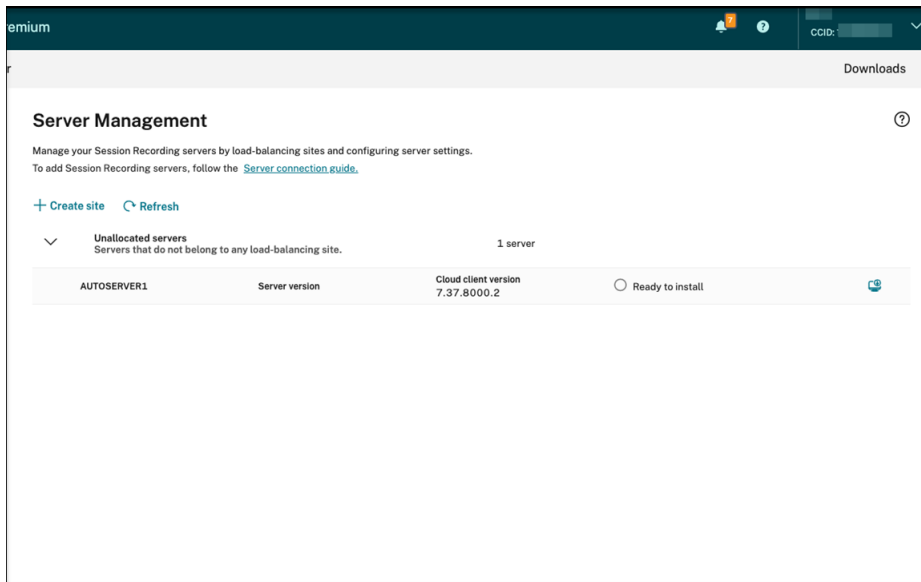 emium
7
?
CCID:
r
Downloads
Server Management
?
Manage your Session Recording servers by load-balancing sites and configuring server settings.
To add Session Recording servers, follow the Server connection guide.
Create site Refresh
Unallocated servers
Servers that do not belong to any load-balancing site.
1 server
AUTOSERVER1
Server version
Cloud client version
7.37.8000.2
Ready to install